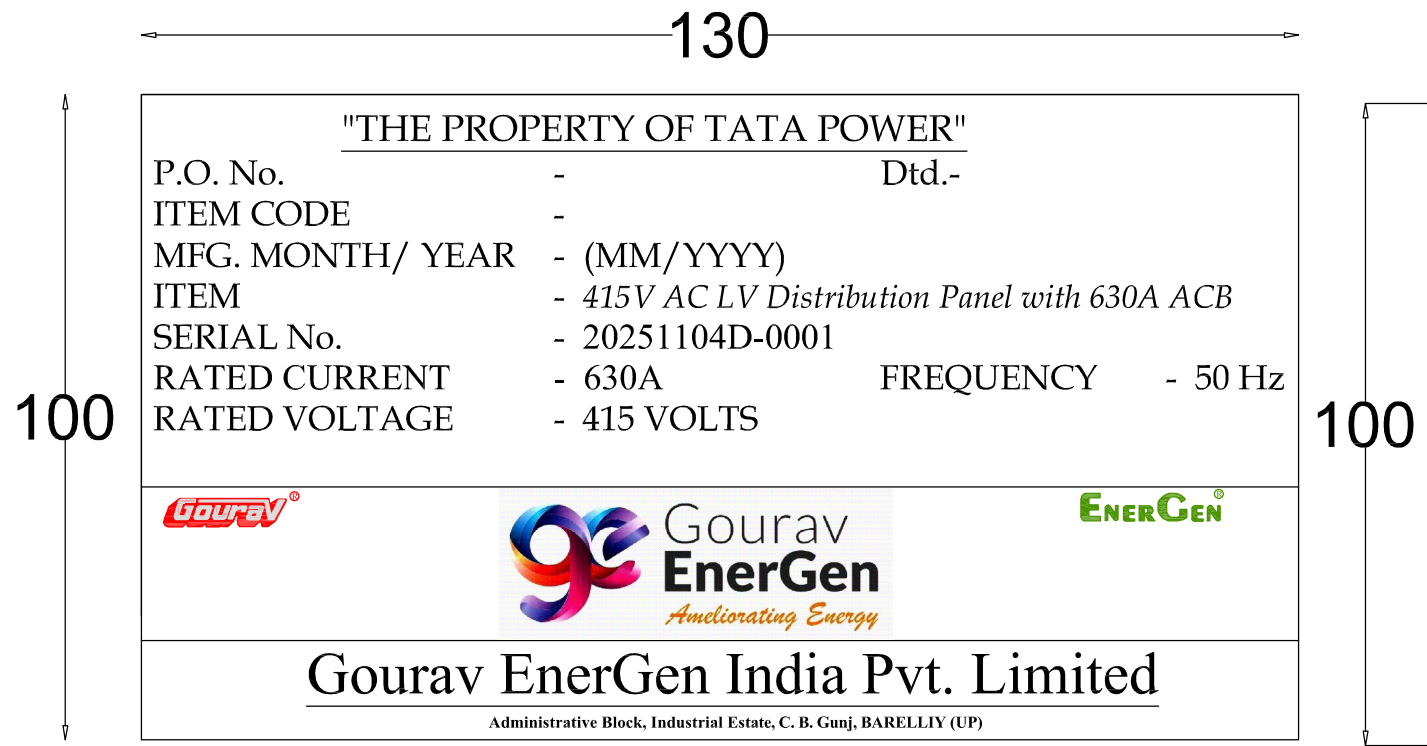 130
"THE PROPERTY OF TATA POWER"
P.O. No. - Dtd.-
ITEM CODE -
MFG. MONTH/ YEAR - (MM/YYYY)
ITEM - 415V AC LV Distribution Panel with 630A ACB
SERIAL No. - 20251104D-0001
RATED CURRENT - 630A FREQUENCY - 50 Hz
100 RATED VOLTAGE - 415 VOLTS 100
Gourav® ENERGEN®
ge Gourav
EnerGen
Ameliorating Energy
Gourav EnerGen India Pvt. Limited
Administrative Block, Industrial Estate, C. B. Gunj, BARELLIY (UP)